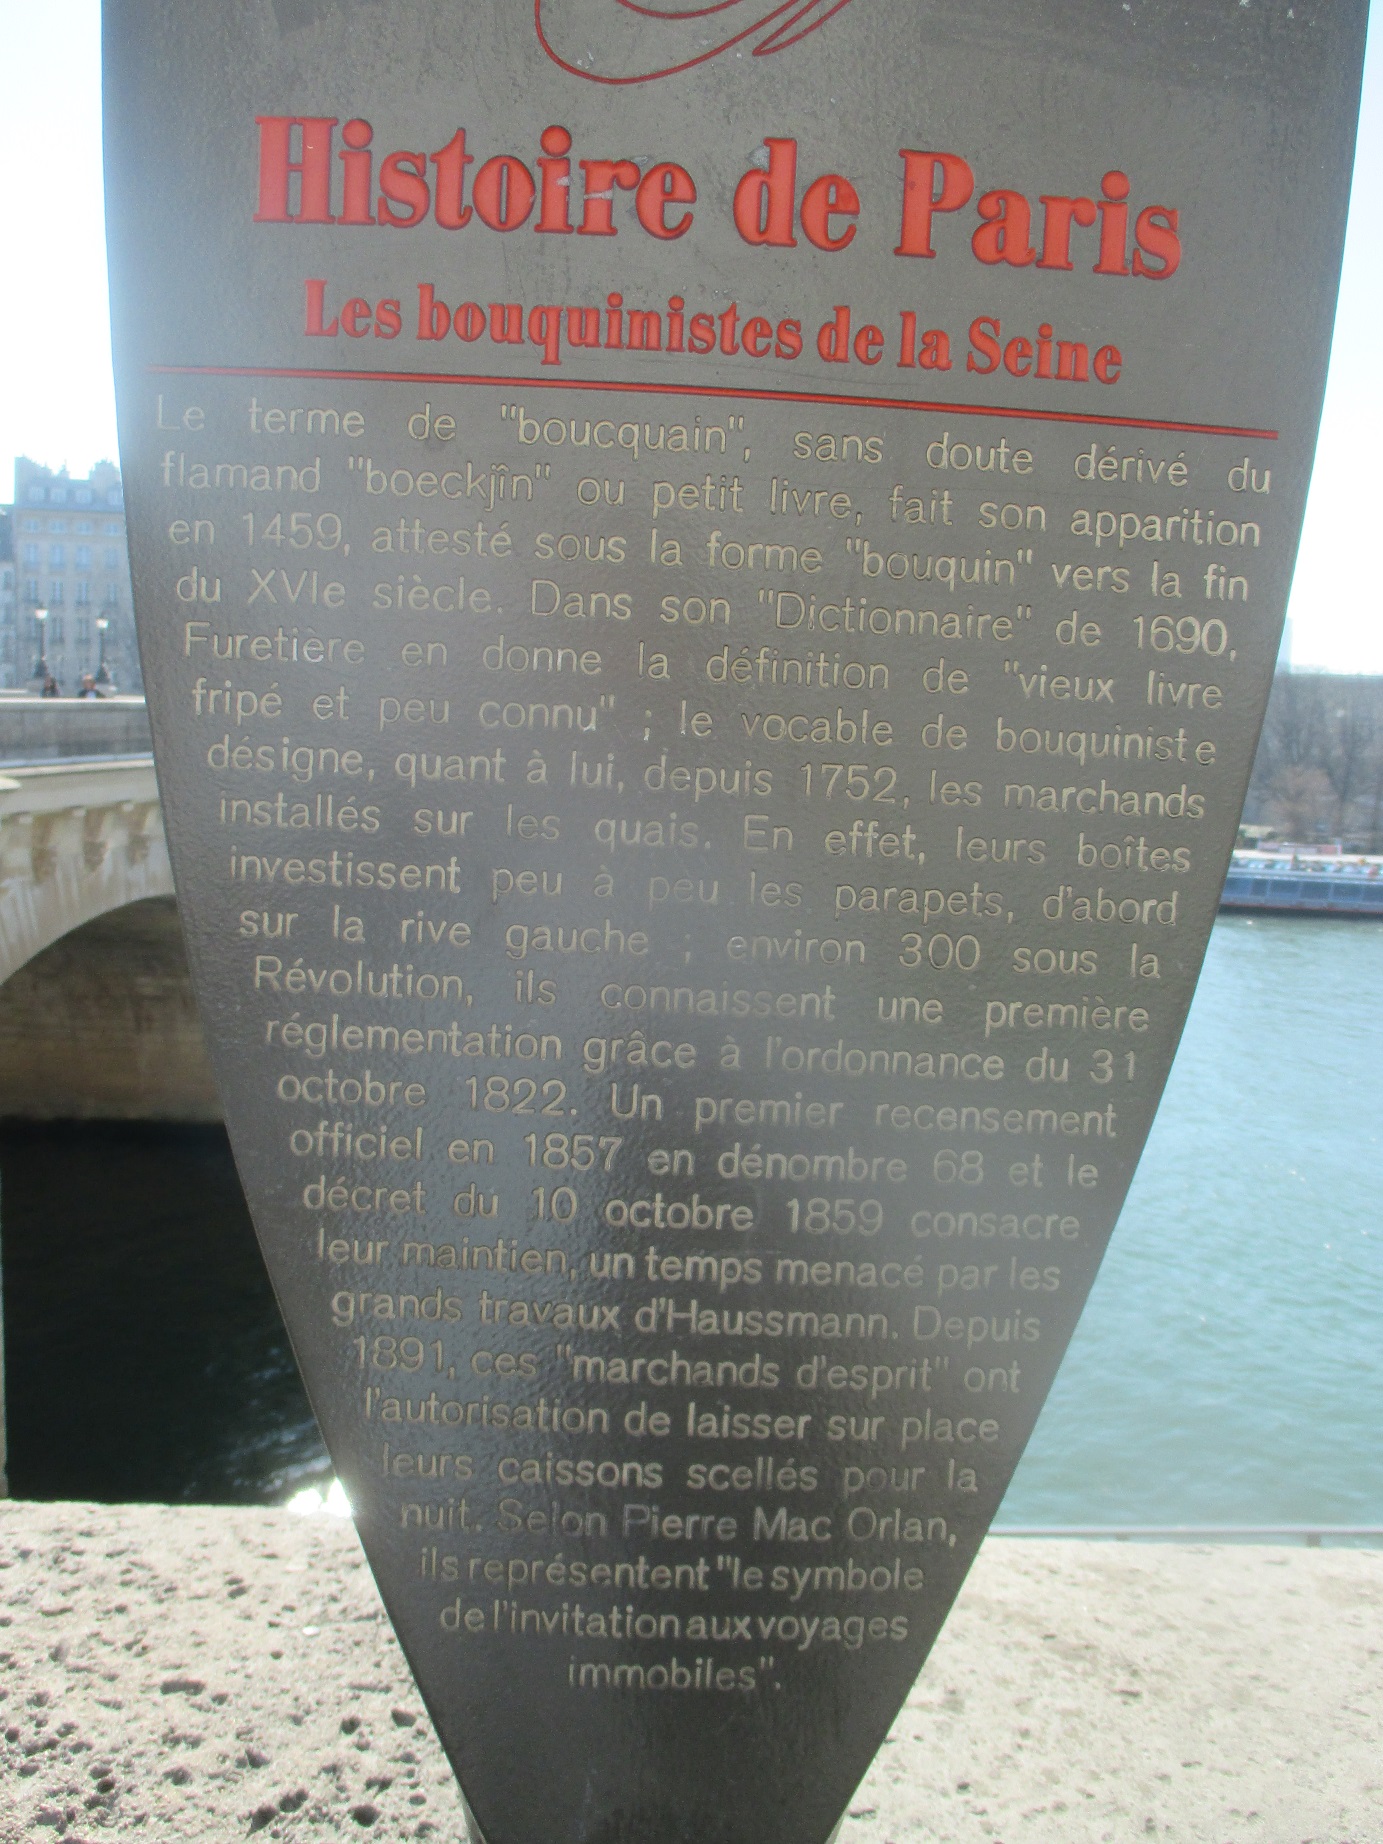 Histoire de Paris
Les bouquinistes de la Seine
Le terme de "boucquain", sans doute dérivé du
flamand "boeckjîn" ou petit livre, fait son apparition
en 1459, attesté sous la forme "bouquin" vers la fin
du XVIe siècle. Dans son "Dictionnaire" de 1690,
Furetière en donne la définition de "vieux livre
fripé et peu connu" ; le vocable de bouquiniste
désigne, quant à lui, depuis 1752, les marchands
installés sur les quais. En effet, leurs boîtes
investissent peu à peu les parapets, d'abord
sur la rive gauche ; environ 300 sous la
Révolution, ils connaissent une première
réglementation grâce à l'ordonnance du 31
octobre 1822. Un premier recensement
officiel en 1857 en dénombre 68 et le
décret du 10 octobre 1859 consacre
leur maintien, un temps menacé par les
grands travaux d'Haussmann. Depuis
1891, ces "marchands d'esprit" ont
l'autorisation de laisser sur place
leurs caissons scellés pour la
nuit. Selon Pierre Mac Orlan,
ils représentent "le symbole
de l'invitation aux voyages
immobiles".